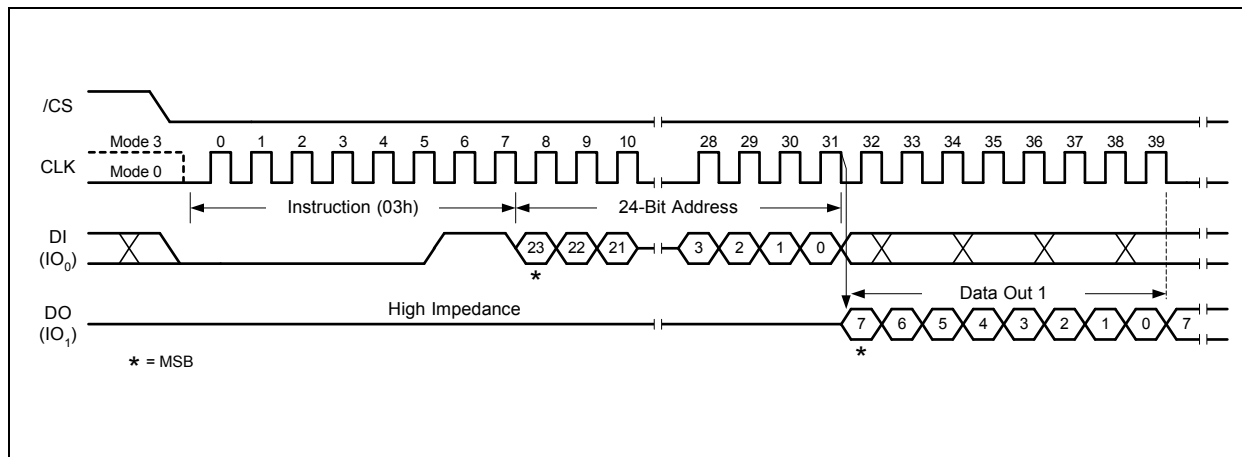 /CS
Mode 3 0 1 2 3 4 5 6 7 8 9 10 28 29 30 31 32 33 34 35 36 37 38 39
CLK Mode 0
Instruction (03h) 24-Bit Address
DI
(IO0) 23 22 21 3 2 1 0
* Data Out 1
DO High Impedance
(IO1) 7 6 5 4 3 2 1 0 7
* = MSB *